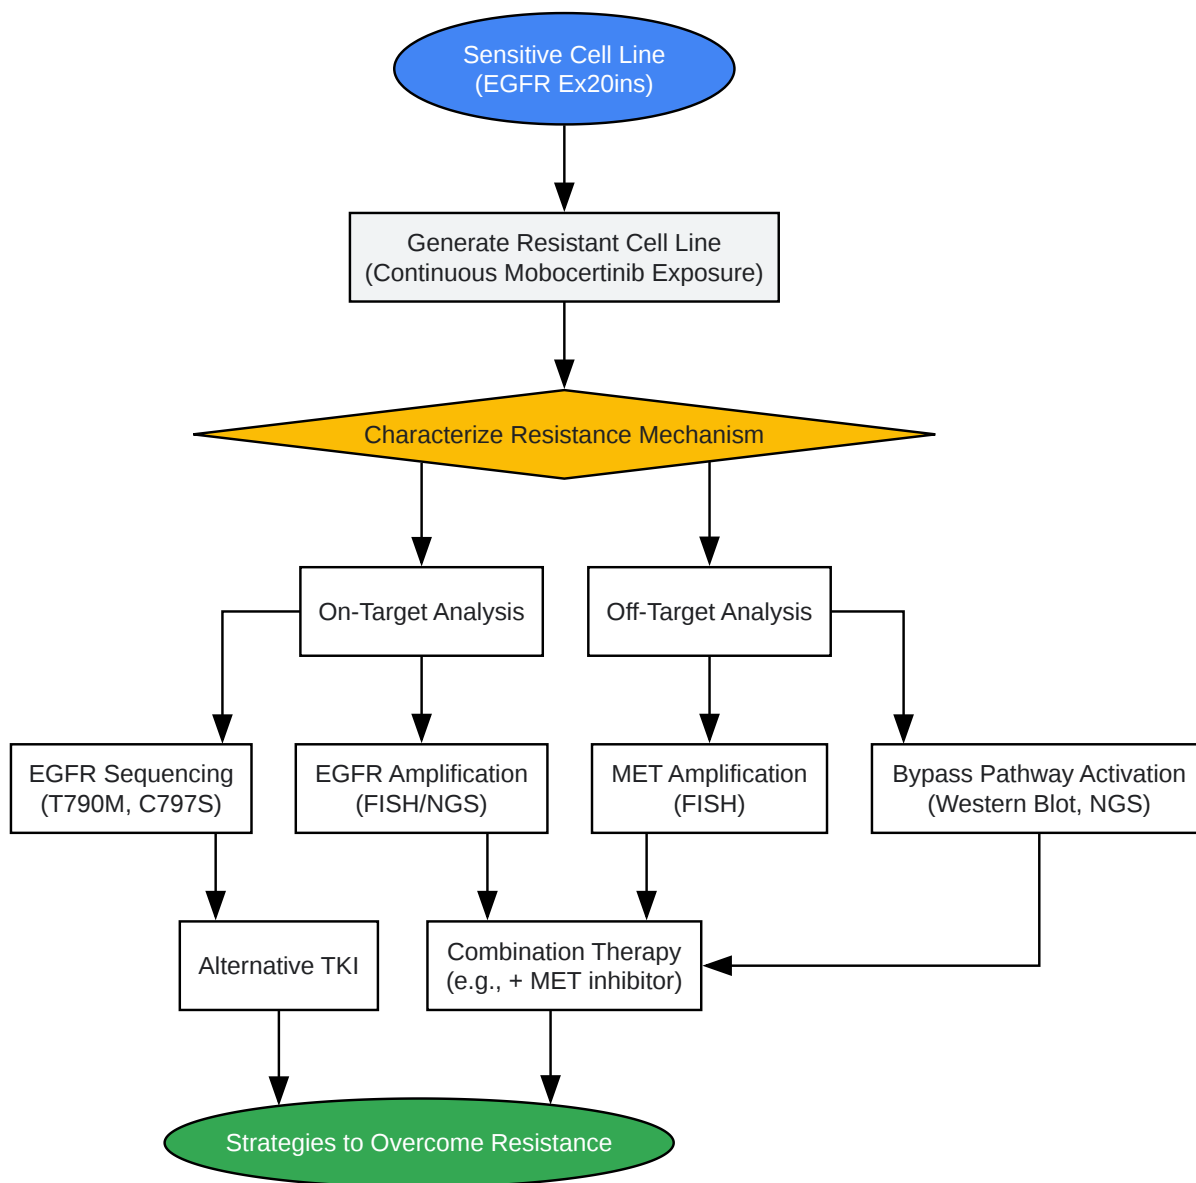 Sensitive Cell Line
(EGFR Ex20ins)
Generate Resistant Cell Line
(Continuous Mobocertinib Exposure)
Characterize Resistance Mechanism
On-Target Analysis
Off-Target Analysis
EGFR Sequencing
(T790M, C797S)
EGFR Amplification
(FISH/NGS)
MET Amplification
(FISH)
Bypass Pathway Activation
(Western Blot, NGS)
Alternative TKI
Combination Therapy
(e.g., + MET inhibitor)
Strategies to Overcome Resistance